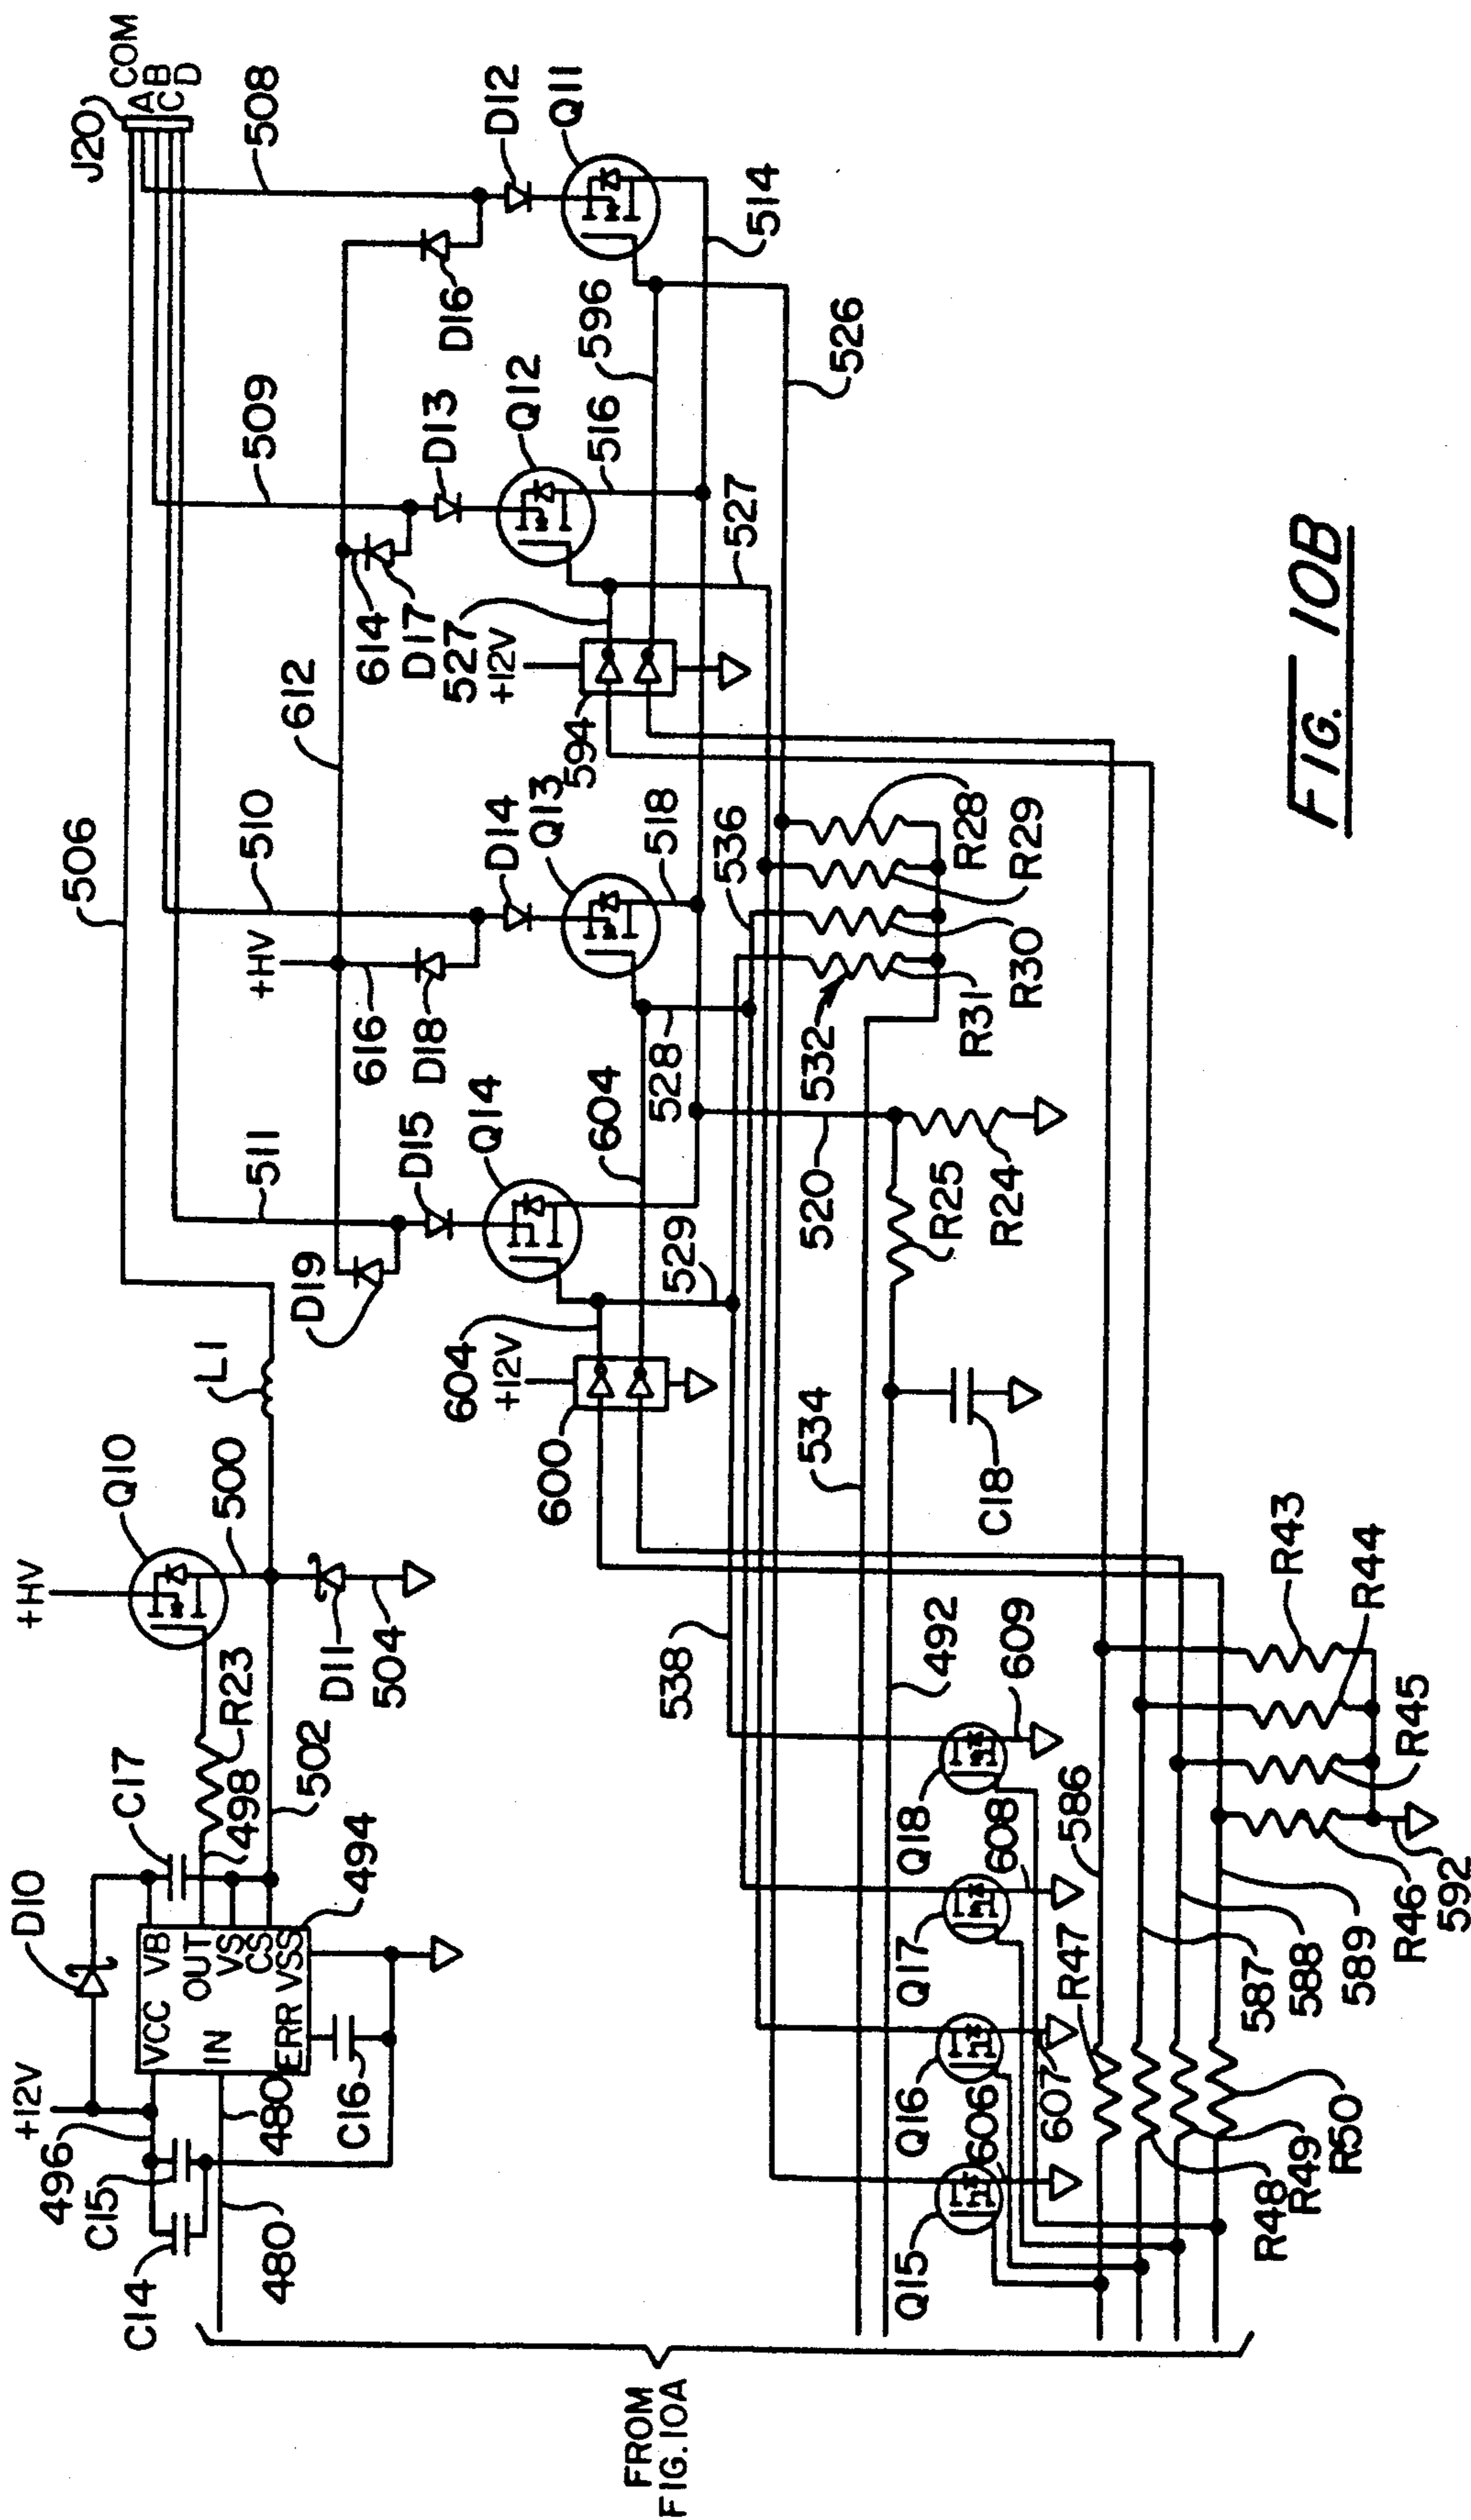 +HV
Q10
500
L1
506
J20
COM
A
B
C
D
508
509
510
511
612
+12V
496
D10
C17
R23
498
502
494
VCC VB
OUT
VS
IN
CS
ERR VSS
C14
C15
480
480
C16
D11
504
D19
D15
Q14
+HV
616
D18
D14
Q13
614
D17
D13
Q12
D16
D12
Q11
604
+12V
600
604
529
528
518
527
+12V
594
516
596
514
526
527
536
538
534
520
532
R25
R24
R31
R30
R29
R28
C18
492
609
Q18
608
Q17
607
Q16
606
Q15
586
R47
587
588
589
R43
R44
R45
R46
592
R48
R49
R50
FROM
FIG.10A
FIG. 10B